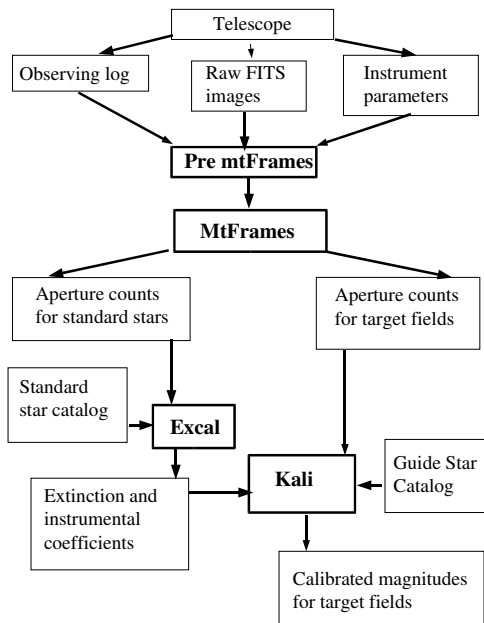 Telescope
Observing log
Raw FITS
images
Instrument
parameters
Pre mtFrames
MtFrames
Aperture counts
for standard stars
Aperture counts
for target fields
Standard
star catalog
Excal
Guide Star
Catalog
Kali
Extinction and
instrumental
coefficients
Calibrated magnitudes
for target fields